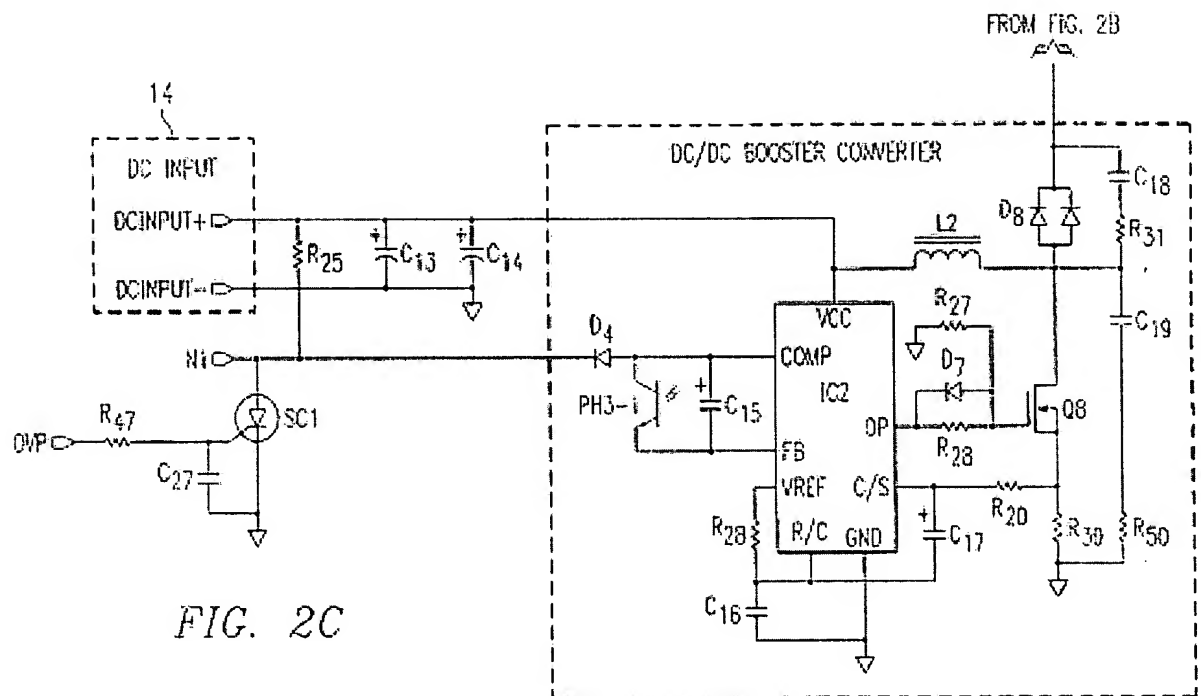 FROM FIG. 2B
14
DC INPUT
DC/DC BOOSTER CONVERTER
DCINPUT+
DCINPUT-
R25
C13
C14
L2
D8
C18
R31
C19
Ni
D4
VCC
COMP
IC2
OP
FB
VREF
C/S
R/C
GND
PH3-1
C15
R27
D7
R28
Q8
OVP
R47
SC1
C27
R28
C16
C17
R20
R30
R50
FIG. 2C